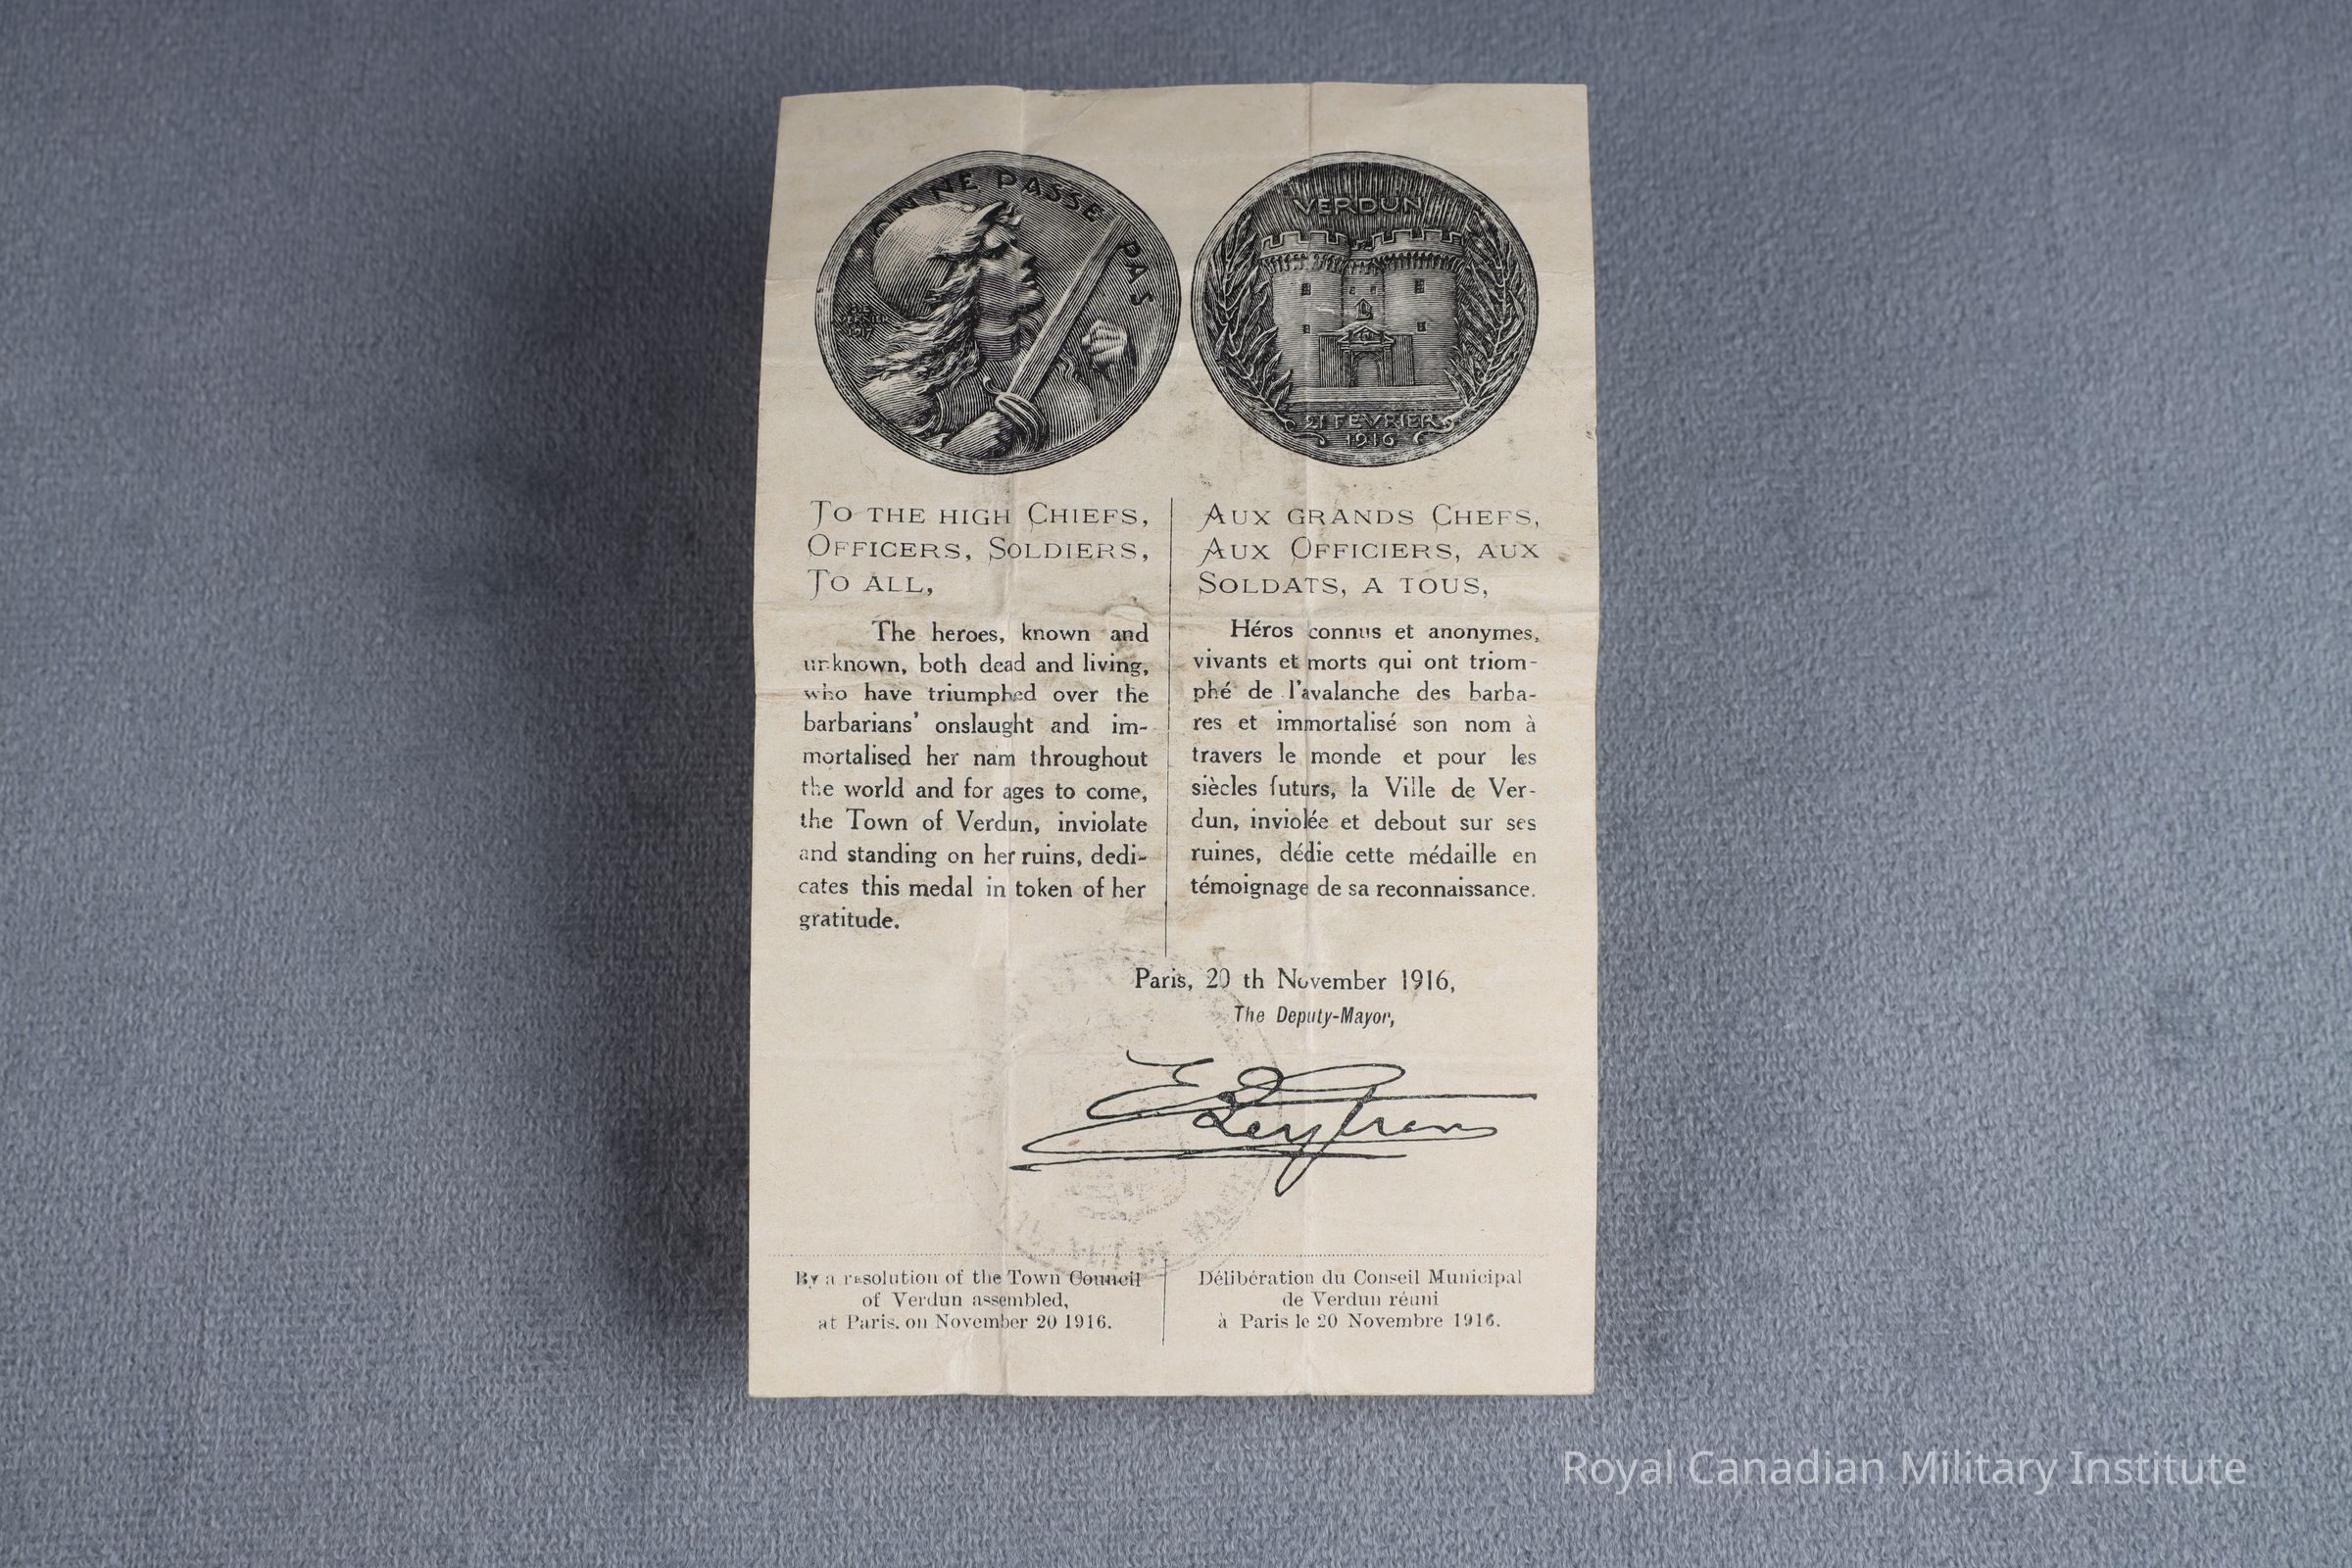 ON NE PASSE PAS
VERNIER
1917
VERDUN
21 FEVRIER
1916
TO THE HIGH CHIEFS,
OFFICERS, SOLDIERS,
TO ALL,
The heroes, known and
unknown, both dead and living,
who have triumphed over the
barbarians' onslaught and im-
mortalised her nam throughout
the world and for ages to come,
the Town of Verdun, inviolate
and standing on her ruins, dedi-
cates this medal in token of her
gratitude.
AUX GRANDS CHEFS,
AUX OFFICIERS, AUX
SOLDATS, A TOUS,
Héros connus et anonymes,
vivants et morts qui ont triom-
phé de l'avalanche des barba-
res et immortalisé son nom à
travers le monde et pour les
siècles futurs, la Ville de Ver-
dun, inviolée et debout sur ses
ruines, dédie cette médaille en
témoignage de sa reconnaissance.
Paris, 20 th November 1916,
The Deputy-Mayor,
By a resolution of the Town Council
of Verdun assembled,
at Paris. on November 20 1916.
Délibération du Conseil Municipal
de Verdun réuni
à Paris le 20 Novembre 1916.
Royal Canadian Military Institute